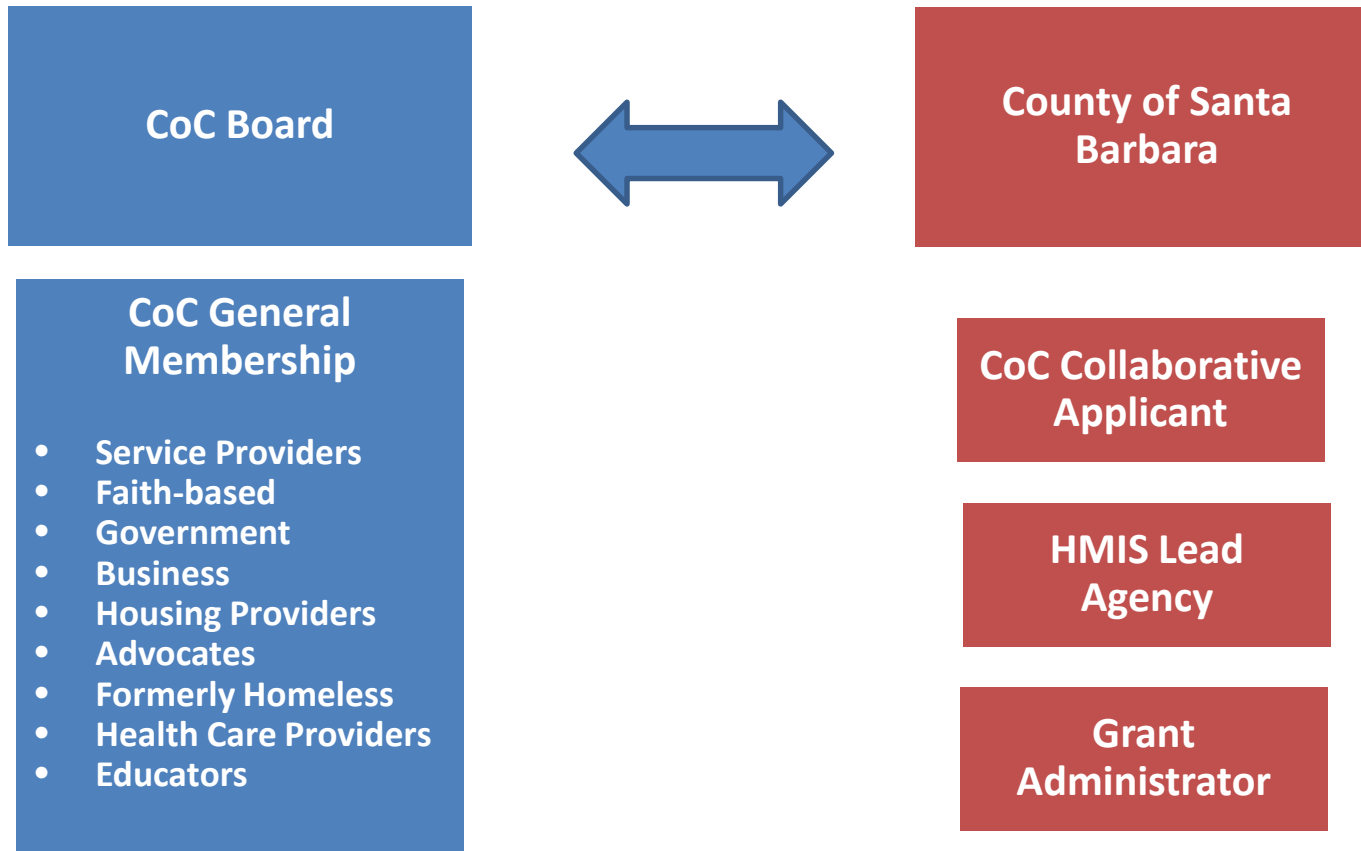 CoC Board
County of Santa
Barbara
CoC General
Membership
• Service Providers
• Faith-based
• Government
• Business
• Housing Providers
• Advocates
• Formerly Homeless
• Health Care Providers
• Educators
CoC Collaborative
Applicant
HMIS Lead
Agency
Grant
Administrator